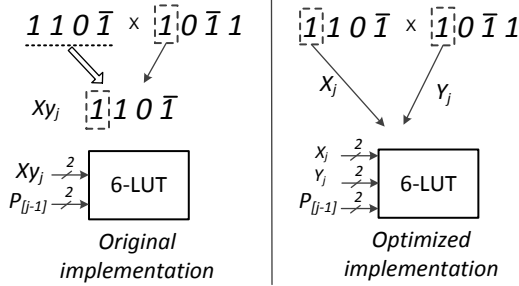 1 1 0 1̅ x 1 0 1̅ 1
Xyⱼ 1 1 0 1̅
Xyⱼ 2
6-LUT
P[j-1] 2
Original
implementation
1 1 0 1̅ x 1 0 1̅ 1
Xⱼ Yⱼ
Xⱼ 2
Yⱼ 2
6-LUT
P[j-1] 2
Optimized
implementation